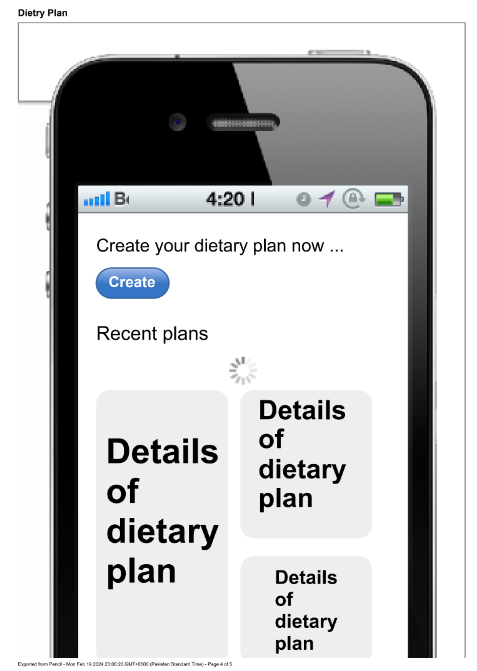 Dietry Plan
4:20
Create your dietary plan now ...
Create
Recent plans
Details
of
dietary
plan
Details
of
dietary
plan
Details
of
dietary
plan
Exported from Pencil - Mon Feb 19 2024 23:00:20 GMT+0500 (Pakistan Standard Time) - Page 4 of 5